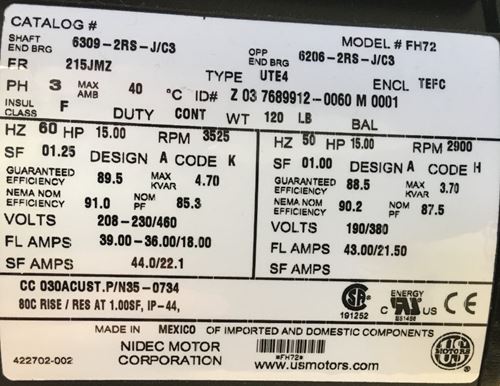 CATALOG # MODEL # FH72
SHAFT END BRG 6309-2RS-J/C3 OPP END BRG 6206-2RS-J/C3
FR 215JMZ TYPE UTE4 ENCL TEFC
PH 3 MAX AMB 40 °C ID# Z 03 7689912-0060 M 0001
INSUL CLASS F DUTY CONT WT 120 LB BAL
HZ 60 HP 15.00 RPM 3525 HZ 50 HP 15.00 RPM 2900
SF 01.25 DESIGN A CODE K SF 01.00 DESIGN A CODE H
GUARANTEED EFFICIENCY 89.5 MAX KVAR 4.70 GUARANTEED EFFICIENCY 88.5 MAX KVAR 3.70
NEMA NOM EFFICIENCY 91.0 NOM PF 85.3 NEMA NOM EFFICIENCY 90.2 NOM PF 87.5
VOLTS 208-230/460 VOLTS 190/380
FL AMPS 39.00-36.00/18.00 FL AMPS 43.00/21.50
SF AMPS 44.0/22.1 SF AMPS
CC 030ACUST.P/N35-0734
80C RISE / RES AT 1.00SF, IP-44,
SA 191252 ENERGY C UR US E51456 CE
MADE IN MEXICO OF IMPORTED AND DOMESTIC COMPONENTS
422702-002 NIDEC MOTOR CORPORATION *FH72* www.usmotors.com US MOTORS